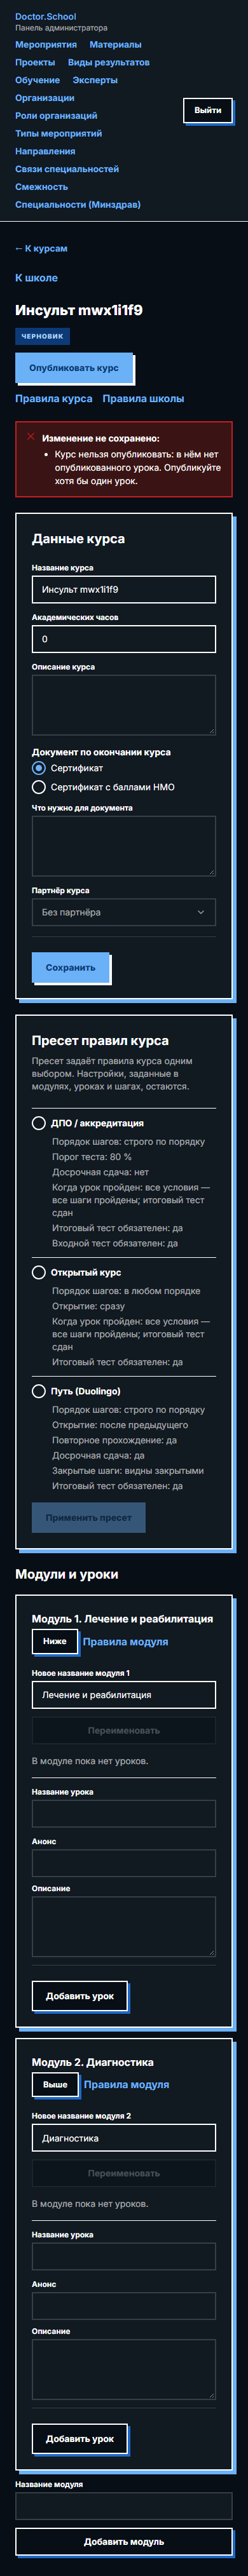 Doctor.School
Панель администратора
Мероприятия Материалы
Проекты Виды результатов
Обучение Эксперты
Организации
Роли организаций
Типы мероприятий
Направления
Связи специальностей
Смежность
Специальности (Минздрав)
Выйти
← К курсам
К школе
Инсульт mwx1i1f9
ЧЕРНОВИК
Опубликовать курс
Правила курса Правила школы
Изменение не сохранено:
• Курс нельзя опубликовать: в нём нет
опубликованного урока. Опубликуйте
хотя бы один урок.
Данные курса
Название курса
Инсульт mwx1i1f9
Академических часов
0
Описание курса
Документ по окончании курса
Сертификат
Сертификат с баллами НМО
Что нужно для документа
Партнёр курса
Без партнёра
Сохранить
Пресет правил курса
Пресет задаёт правила курса одним
выбором. Настройки, заданные в
модулях, уроках и шагах, остаются.
ДПО / аккредитация
Порядок шагов: строго по порядку
Порог теста: 80 %
Досрочная сдача: нет
Когда урок пройден: все условия —
все шаги пройдены; итоговый тест
сдан
Итоговый тест обязателен: да
Входной тест обязателен: да
Открытый курс
Порядок шагов: в любом порядке
Открытие: сразу
Когда урок пройден: все условия —
все шаги пройдены; итоговый тест
сдан
Итоговый тест обязателен: да
Путь (Duolingo)
Порядок шагов: строго по порядку
Открытие: после предыдущего
Повторное прохождение: да
Досрочная сдача: да
Закрытые шаги: видны закрытыми
Итоговый тест обязателен: да
Применить пресет
Модули и уроки
Модуль 1. Лечение и реабилитация
Ниже Правила модуля
Новое название модуля 1
Лечение и реабилитация
Переименовать
В модуле пока нет уроков.
Название урока
Анонс
Описание
Добавить урок
Модуль 2. Диагностика
Выше Правила модуля
Новое название модуля 2
Диагностика
Переименовать
В модуле пока нет уроков.
Название урока
Анонс
Описание
Добавить урок
Название модуля
Добавить модуль